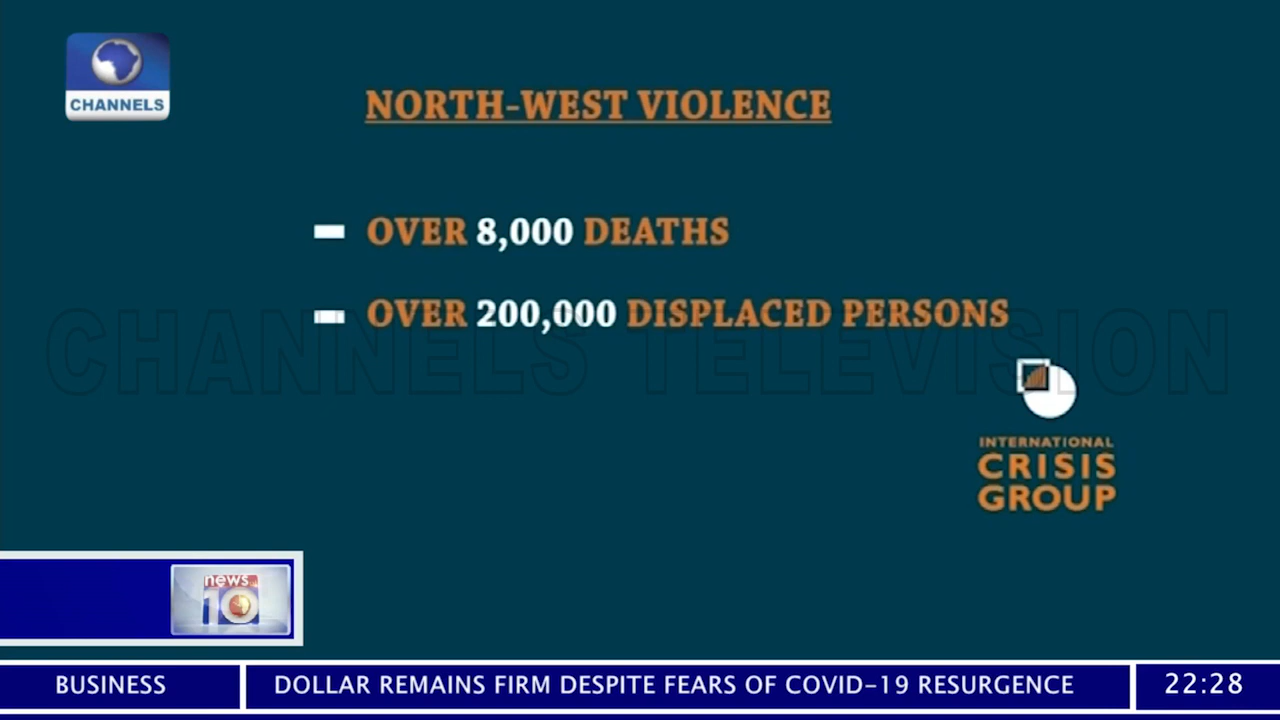 CHANNELS
NORTH-WEST VIOLENCE
OVER 8,000 DEATHS
OVER 200,000 DISPLACED PERSONS
CHANNELS TELEVISION
INTERNATIONAL
CRISIS
GROUP
news
10
BUSINESS
DOLLAR REMAINS FIRM DESPITE FEARS OF COVID-19 RESURGENCE
22:28